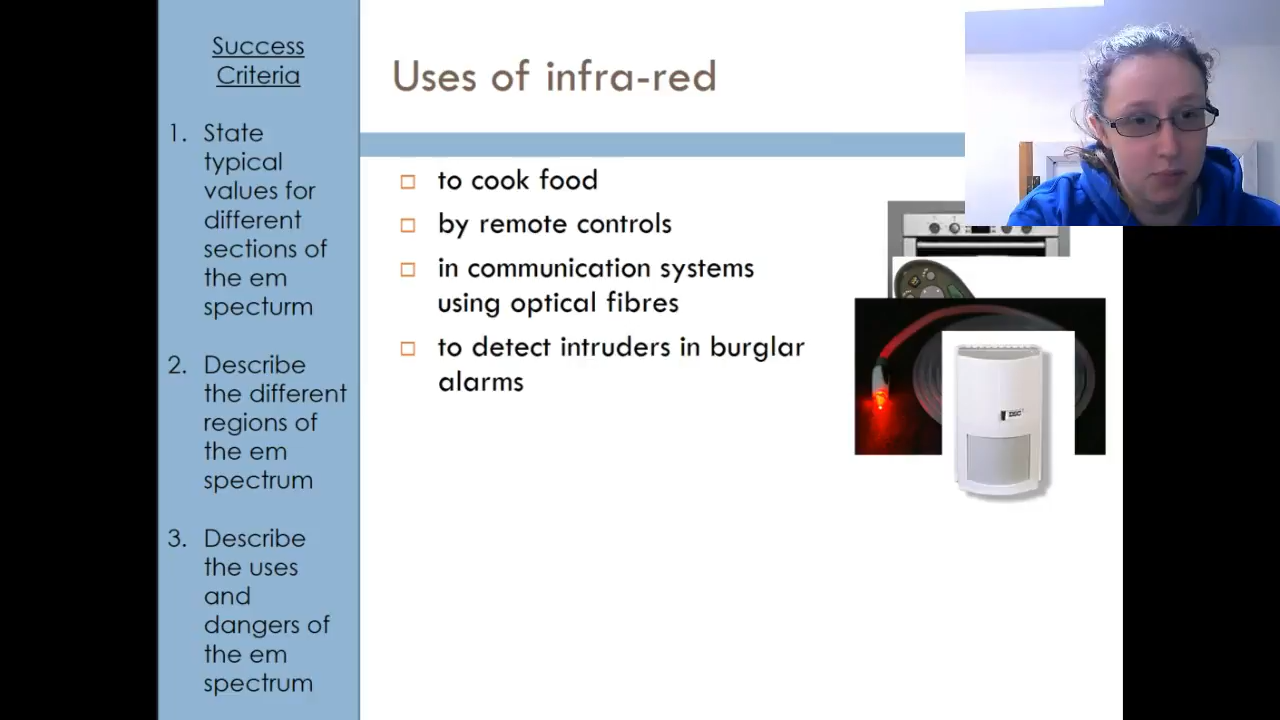 Success
Criteria
1. State
typical
values for
different
sections of
the em
specturm
2. Describe
the different
regions of
the em
spectrum
3. Describe
the uses
and
dangers of
the em
spectrum
Uses of infra-red
to cook food
by remote controls
in communication systems
using optical fibres
to detect intruders in burglar
alarms